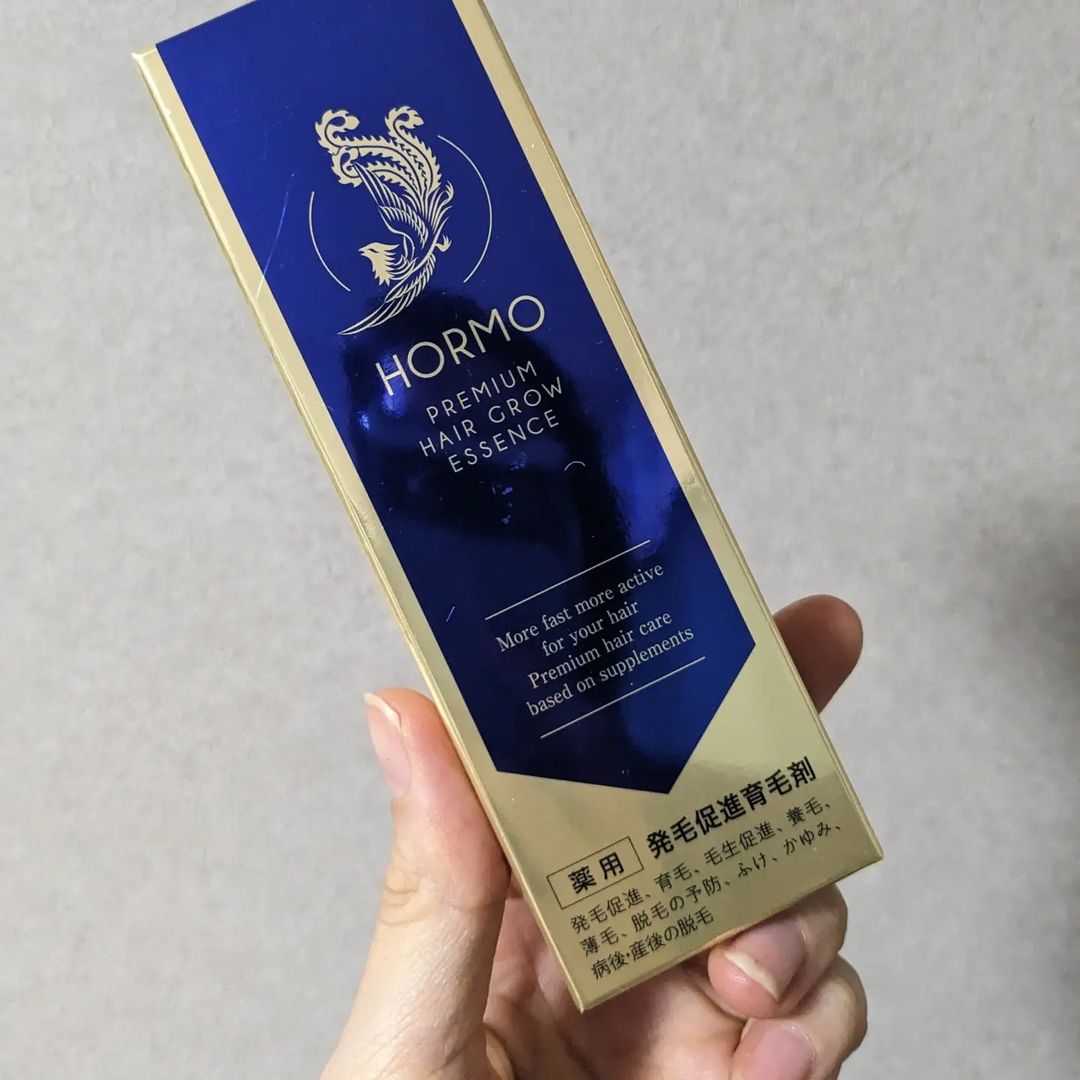 HORMO
PREMIUM
HAIR GROW
ESSENCE
More fast more active
for your hair
Premium hair care
based on supplements
薬用 発毛促進育毛剤
発毛促進、育毛、毛生促進、養毛、
薄毛、脱毛の予防、ふけ、かゆみ、
病後・産後の脱毛